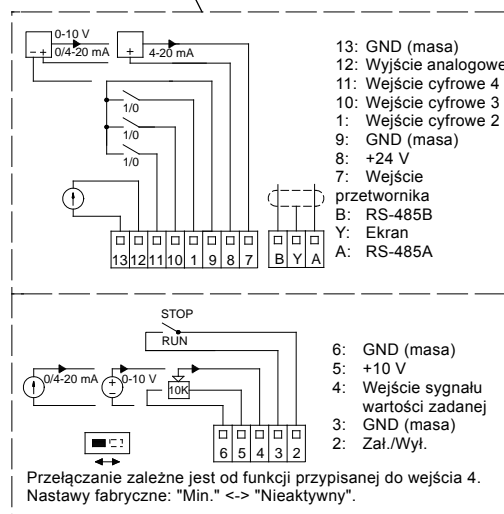 0-10 V
0/4-20 mA
- +
+
4-20 mA
1/0
1/0
1/0
13 12 11 10 1 9 8 7
B Y A
13: GND (masa)
12: Wyjście analogowe
11: Wejście cyfrowe 4
10: Wejście cyfrowe 3
1: Wejście cyfrowe 2
9: GND (masa)
8: +24 V
7: Wejście
przetwornika
B: RS-485B
Y: Ekran
A: RS-485A
STOP
RUN
0/4-20 mA
0-10 V
+
-
10K
6 5 4 3 2
6: GND (masa)
5: +10 V
4: Wejście sygnału
wartości zadanej
3: GND (masa)
2: Zał./Wył.
Przełączanie zależne jest od funkcji przypisanej do wejścia 4.
Nastawy fabryczne: "Min." <-> "Nieaktywny".